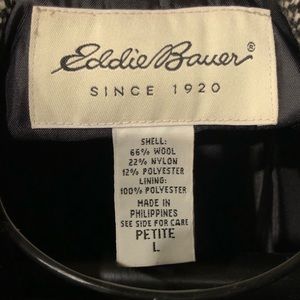 Eddie Bauer®
SINCE 1920
SHELL:
66% WOOL
22% NYLON
12% POLYESTER
LINING:
100% POLYESTER
MADE IN
PHILIPPINES
SEE SIDE FOR CARE
PETITE
L